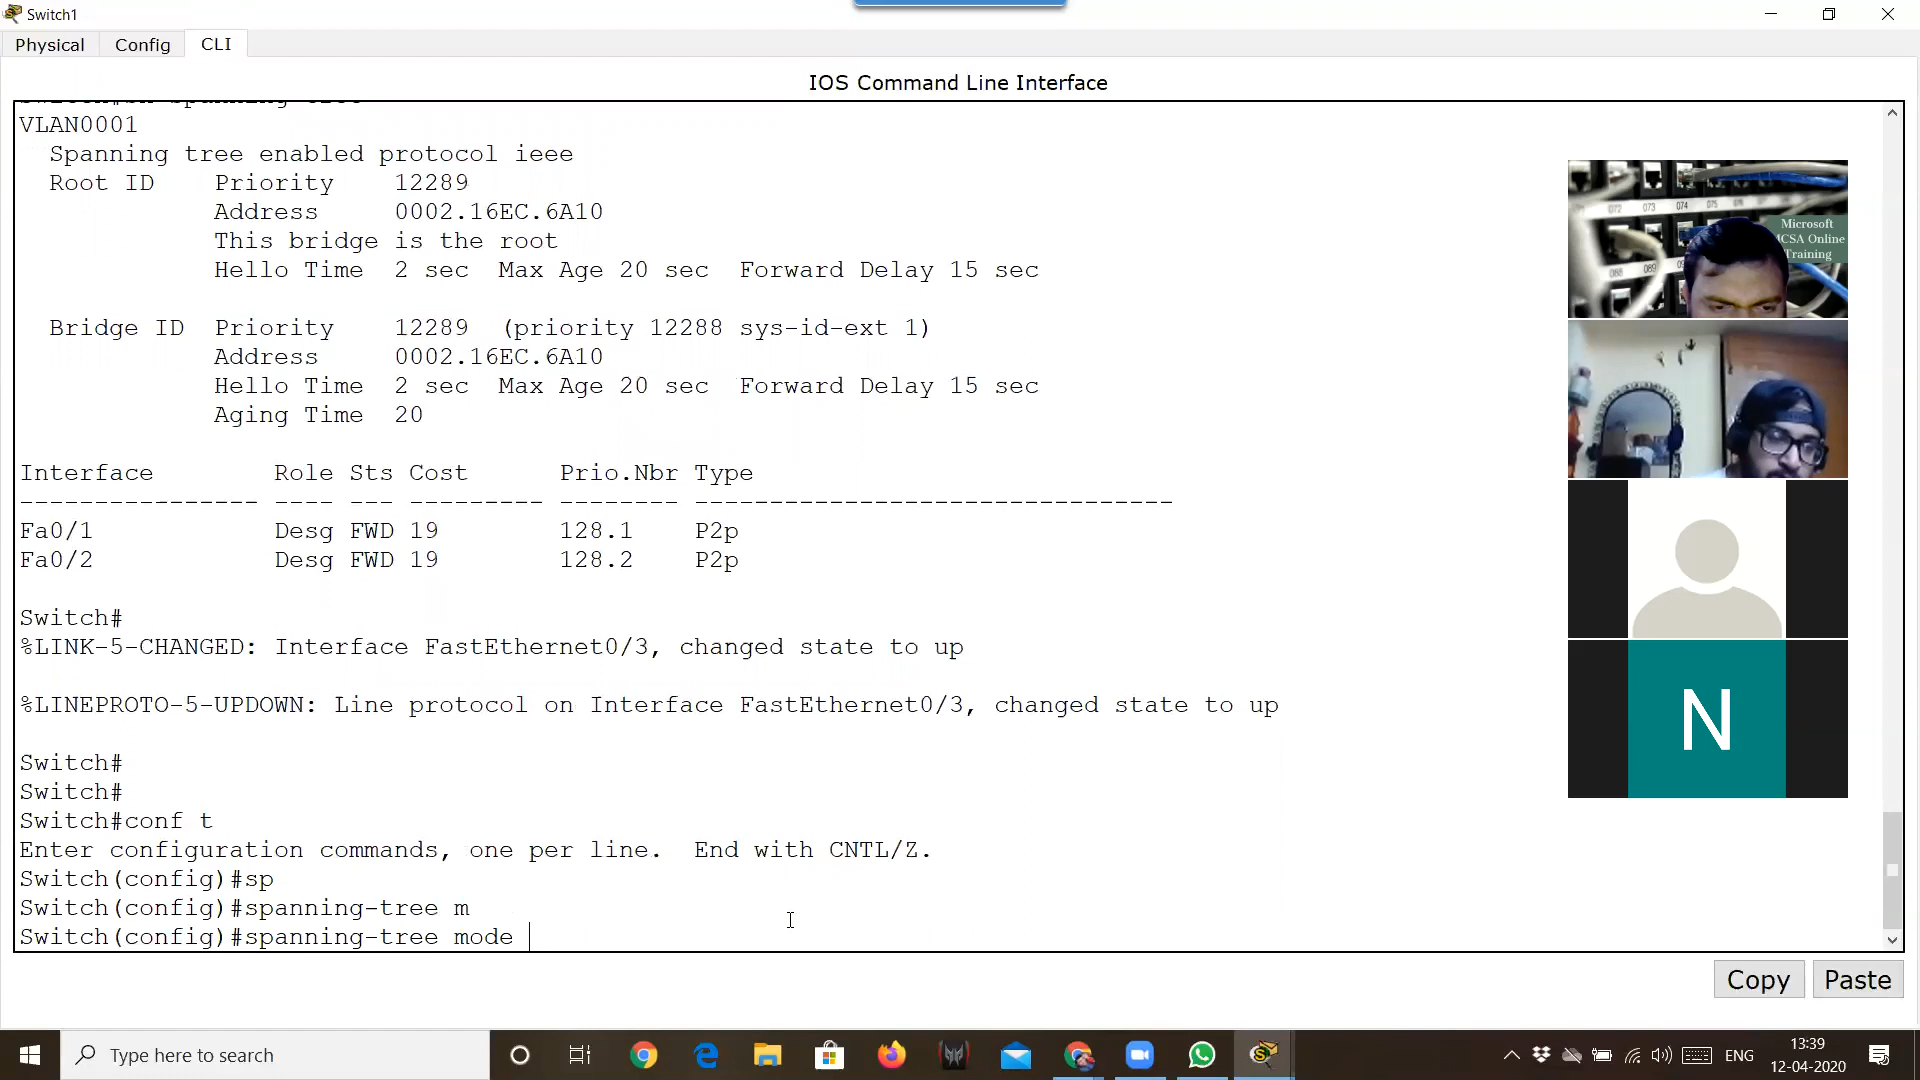 Switch1
Physical Config CLI
IOS Command Line Interface
VLAN0001
Spanning tree enabled protocol ieee
Root ID Priority 12289
Address 0002.16EC.6A10
This bridge is the root
Hello Time 2 sec Max Age 20 sec Forward Delay 15 sec
Bridge ID Priority 12289 (priority 12288 sys-id-ext 1)
Address 0002.16EC.6A10
Hello Time 2 sec Max Age 20 sec Forward Delay 15 sec
Aging Time 20
Interface Role Sts Cost Prio.Nbr Type
---------------- ---- --- --------- -------- --------------------------------
Fa0/1 Desg FWD 19 128.1 P2p
Fa0/2 Desg FWD 19 128.2 P2p
Switch#
%LINK-5-CHANGED: Interface FastEthernet0/3, changed state to up
%LINEPROTO-5-UPDOWN: Line protocol on Interface FastEthernet0/3, changed state to up
Switch#
Switch#
Switch#conf t
Enter configuration commands, one per line. End with CNTL/Z.
Switch(config)#sp
Switch(config)#spanning-tree m
Switch(config)#spanning-tree mode
072 073 074 075
088 089
Microsoft
CSA Online
Training
N
Copy Paste
Type here to search
ENG
13:39
12-04-2020